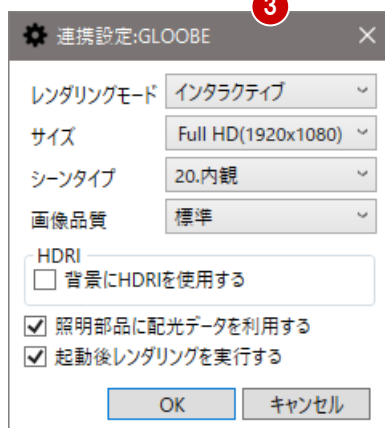 3
連携設定:GLOOBE
レンダリングモード インタラクティブ
サイズ Full HD(1920x1080)
シーンタイプ 20.内観
画像品質 標準
HDRI
背景にHDRIを使用する
照明部品に配光データを利用する
起動後レンダリングを実行する
OK キャンセル